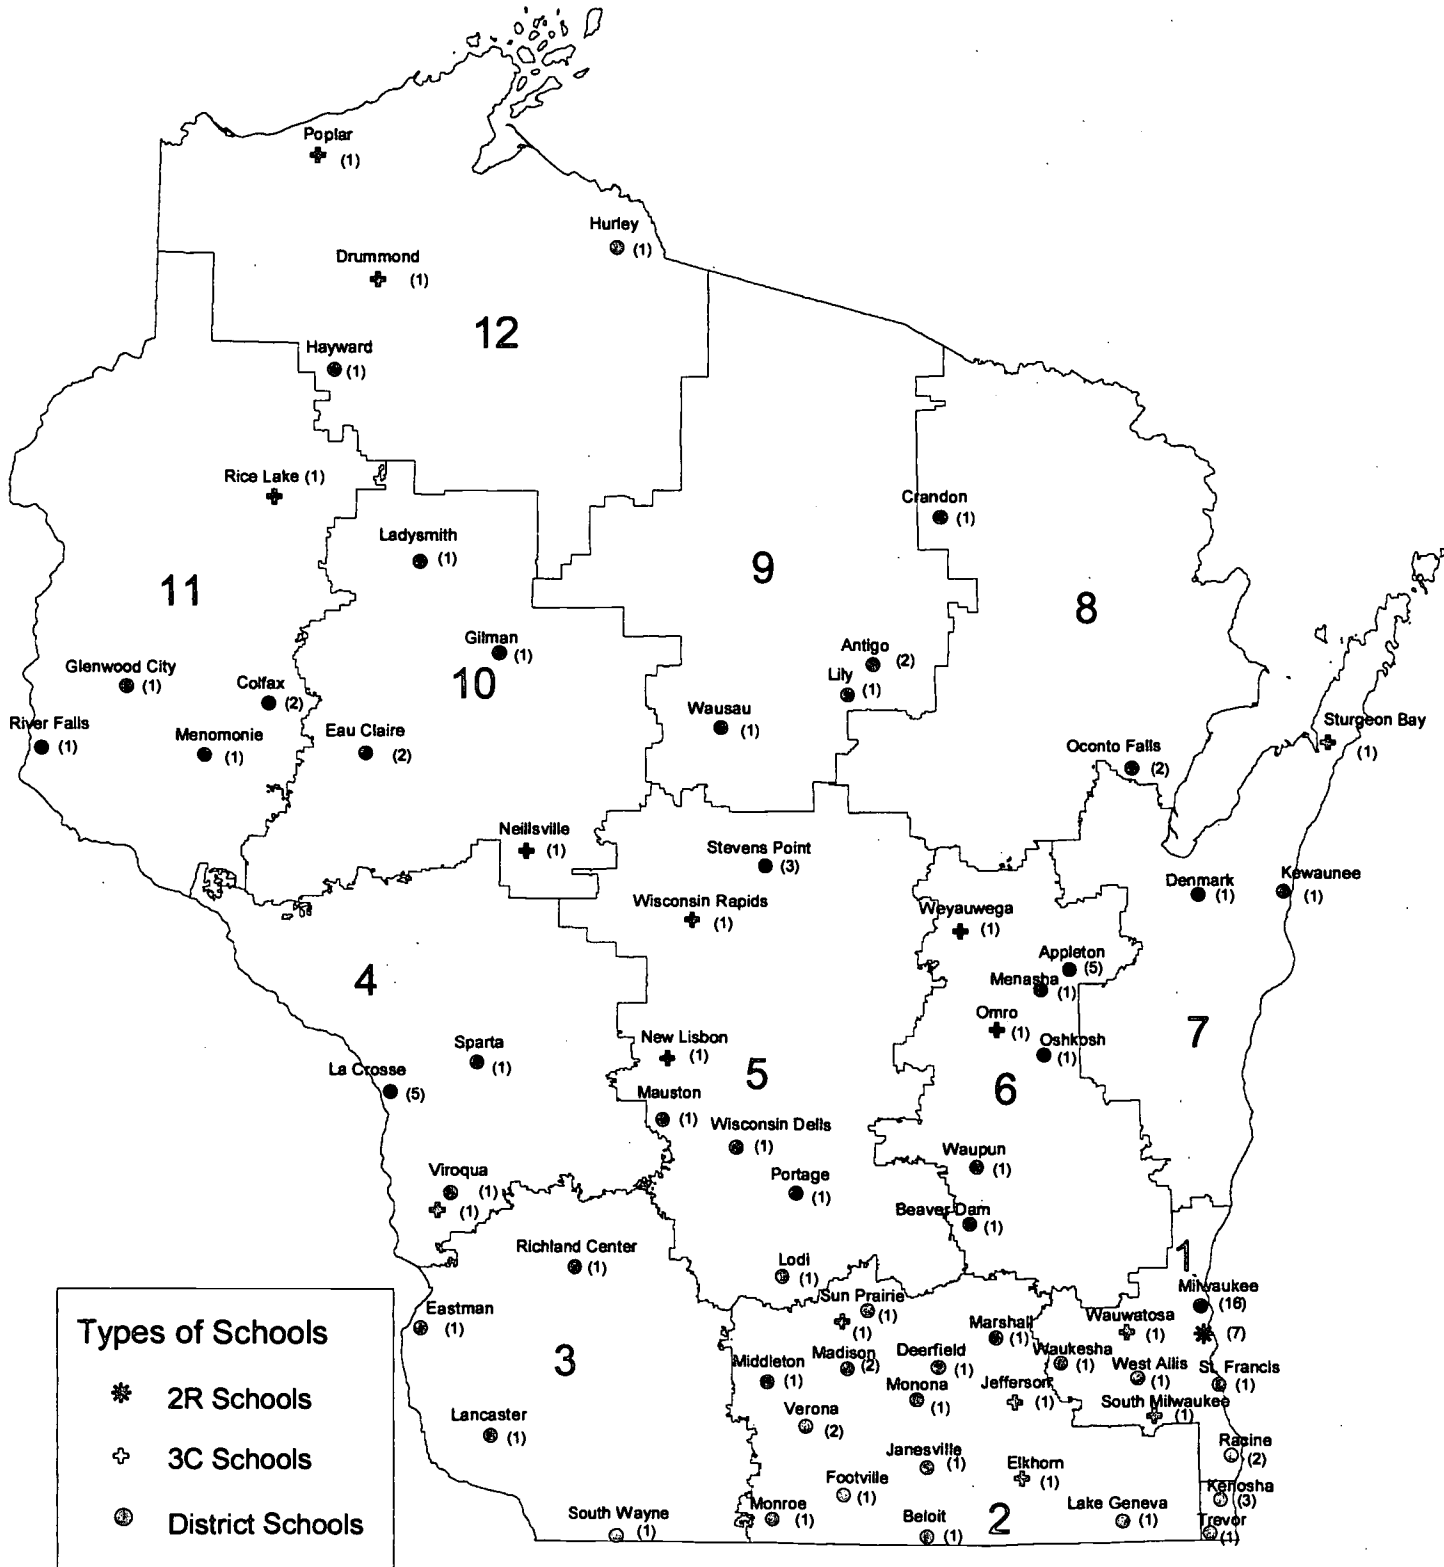 Poplar
(1)
Hurley
(1)
Drummond
(1)
12
Hayward
(1)
Rice Lake (1)
Crandon
(1)
Ladysmith
(1)
9
11
8
Gilman
(1)
Antigo
(2)
Glenwood City
(1)
10
Colfax
(2)
Lily
(1)
Wausau
(1)
River Falls
(1)
Menomonie
(1)
Eau Claire
(2)
Sturgeon Bay
(1)
Oconto Falls
(2)
Neillsville
(1)
Stevens Point
(3)
Denmark
(1)
Kewaunee
(1)
Wisconsin Rapids
(1)
Weyauwega
(1)
4
Appleton
(5)
Menasha
(1)
Omro
(1)
7
Sparta
(1)
New Lisbon
(1)
Oshkosh
(1)
La Crosse
(5)
5
6
Mauston
(1)
Wisconsin Dells
(1)
Waupun
(1)
Viroqua
(1)
(1)
Portage
(1)
Beaver Dam
(1)
Richland Center
(1)
Lodi
(1)
1
Milwaukee
(16)
(7)
Eastman
(1)
Sun Prairie
(1)
(1)
Marshall
(1)
Wauwatosa
(1)
Types of Schools
3
Middleton
(1)
Madison
(2)
Deerfield
(1)
Waukesha
(1)
West Allis
(1)
St. Francis
(1)
2R Schools
Monona
(1)
Jefferson
(1)
South Milwaukee
(1)
Lancaster
(1)
Verona
(2)
3C Schools
Janesville
(1)
Elkhorn
(1)
Racine
(2)
Footville
(1)
Kenosha
(3)
District Schools
South Wayne
(1)
Monroe
(1)
Beloit
(1)
2
Lake Geneva
(1)
Trevor
(1)